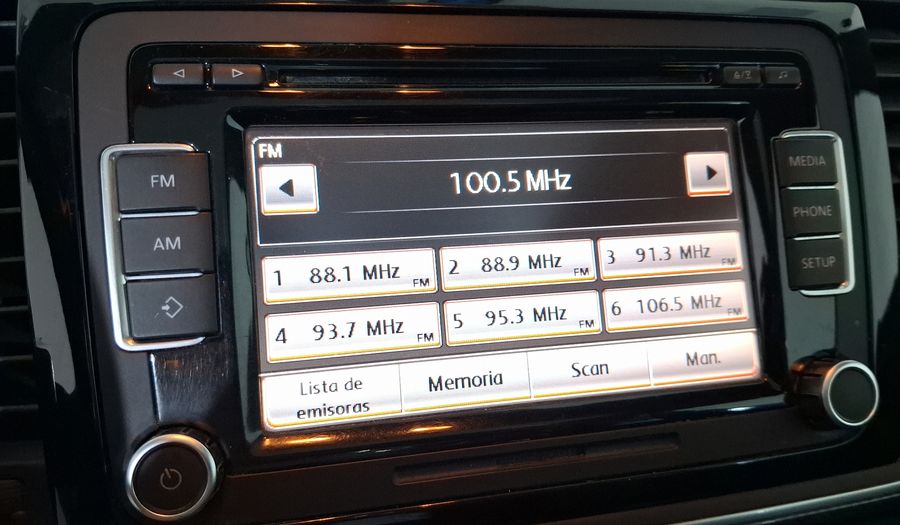 FM
100.5 MHz
FM
AM
MEDIA
PHONE
SETUP
1 88.1 MHz FM
2 88.9 MHz FM
3 91.3 MHz FM
4 93.7 MHz FM
5 95.3 MHz FM
6 106.5 MHz FM
Lista de
emisoras
Memoria
Scan
Man.